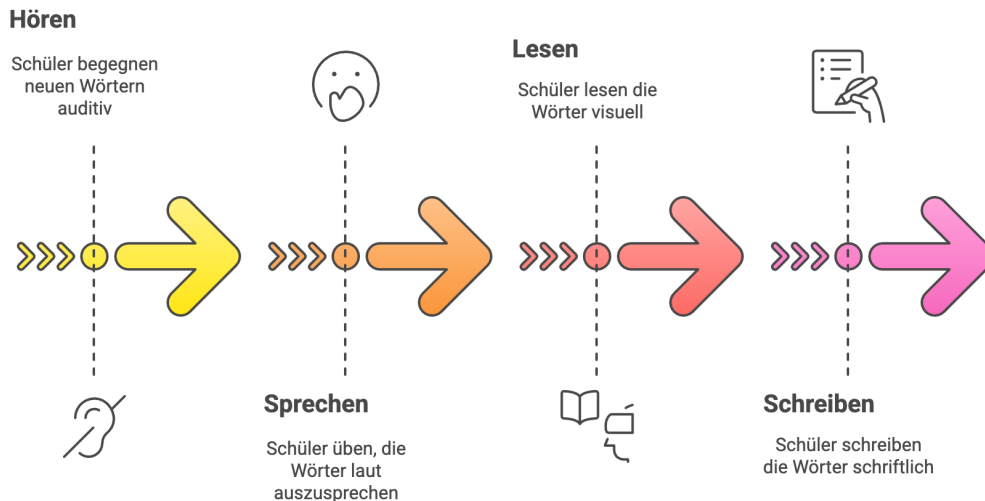 Hören
Schüler begegnen
neuen Wörtern
auditiv
Sprechen
Schüler üben, die
Wörter laut
auszusprechen
Lesen
Schüler lesen die
Wörter visuell
Schreiben
Schüler schreiben
die Wörter schriftlich